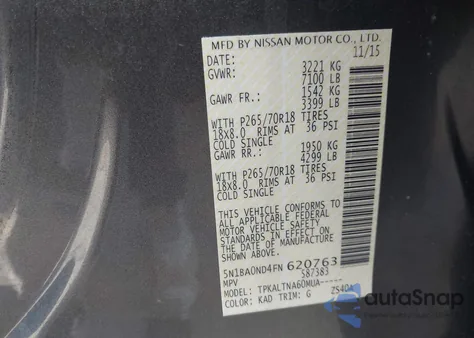 MFD BY NISSAN MOTOR CO., LTD.
DATE: 11/15
GVWR: 3221 KG
7100 LB
GAWR FR.: 1542 KG
3399 LB
WITH P265/70R18 TIRES
18x8.0 RIMS AT 36 PSI
COLD SINGLE
GAWR RR.: 1950 KG
4299 LB
WITH P265/70R18 TIRES
18x8.0 RIMS AT 36 PSI
COLD SINGLE
THIS VEHICLE CONFORMS TO
ALL APPLICABLE FEDERAL
MOTOR VEHICLE SAFETY
STANDARDS IN EFFECT ON
THE DATE OF MANUFACTURE
SHOWN ABOVE.
5N1BA0ND4FN 620763
MPV 587383
MODEL: TPKALTNA60MUA-----
COLOR: KAD TRIM: G ZS40A
autoSnap